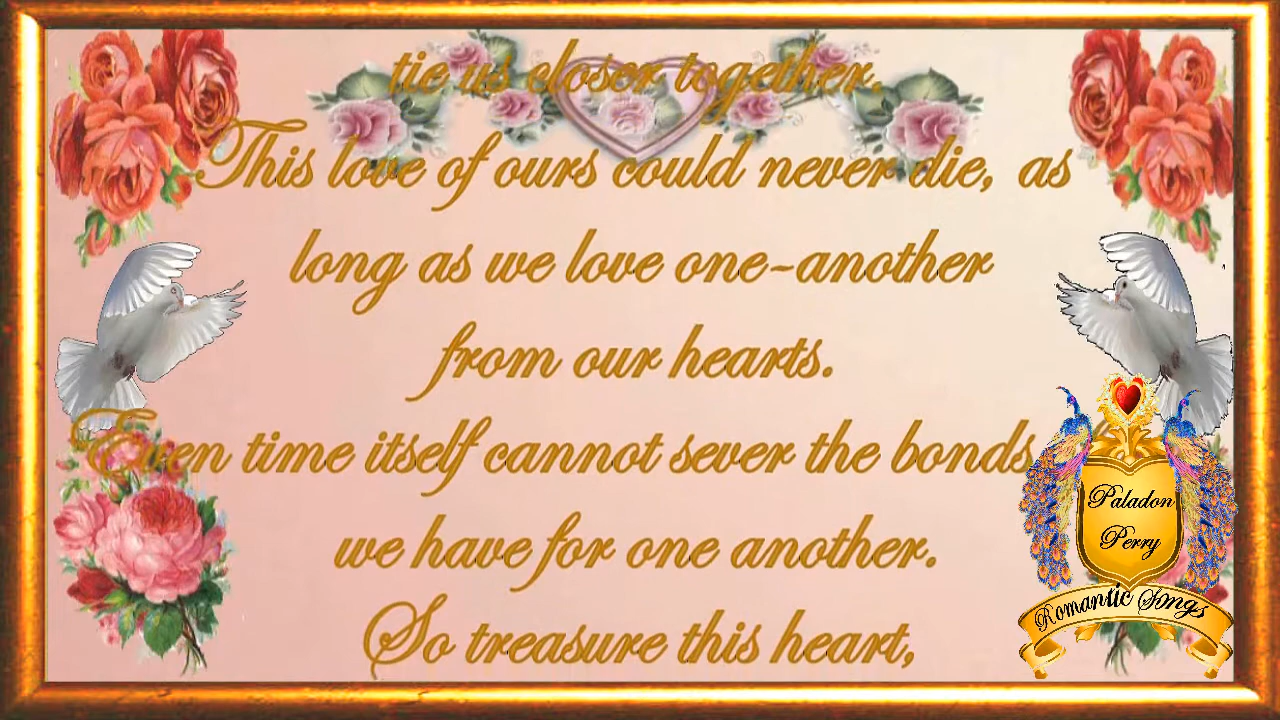 tie us closer together.
This love of ours could never die, as
long as we love one-another
from our hearts.
Even time itself cannot sever the bonds
we have for one another.
So treasure this heart,
Paladon
Perry
Romantic Songs